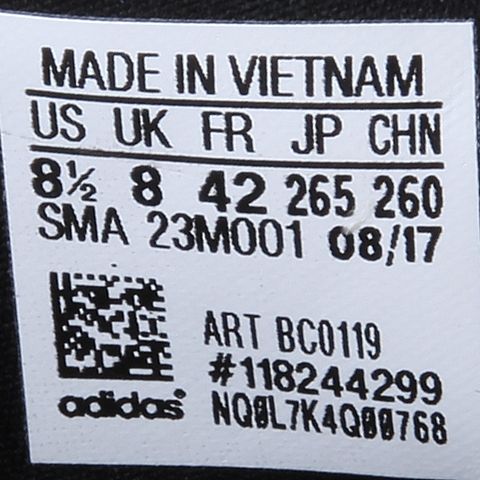 MADE IN VIETNAM
US UK FR JP CHN
8½ 8 42 265 260
SMA 23M001 08/17
ART BC0119
#118244299
adidas® NQ0L7K4Q00768